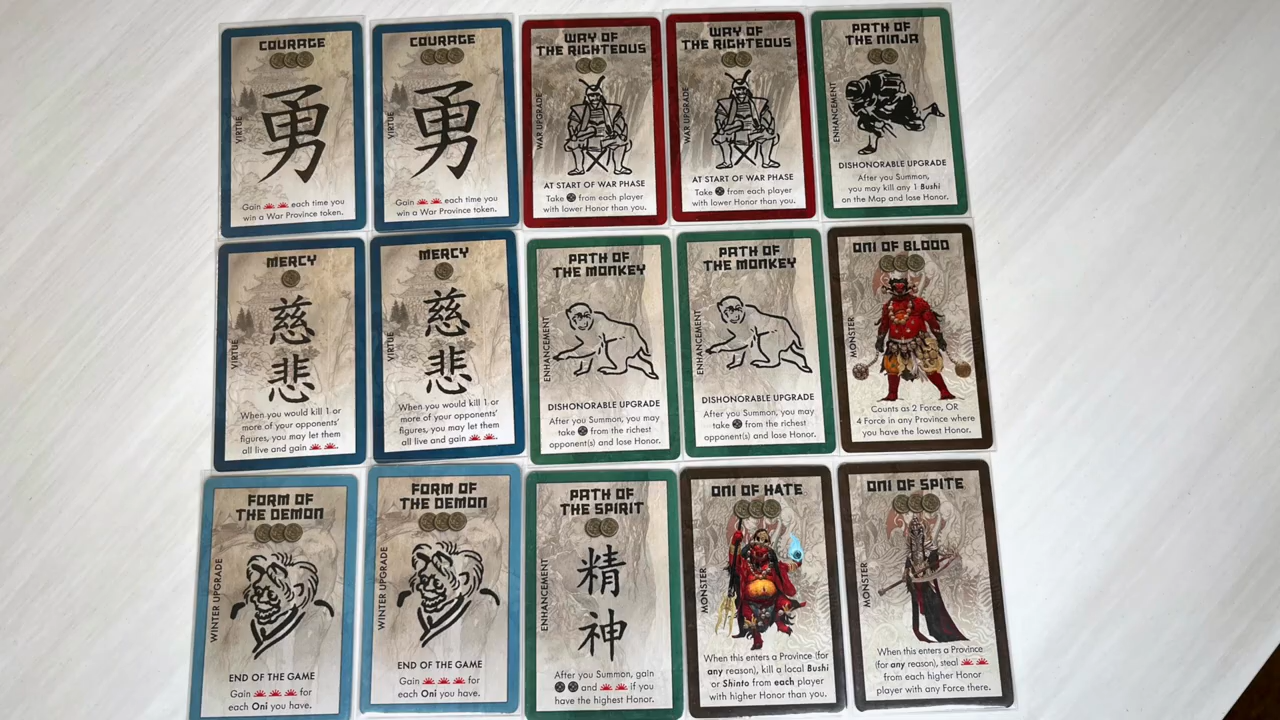 COURAGE
VIRTUE
勇
Gain each time you
win a War Province token.
COURAGE
VIRTUE
勇
Gain each time you
win a War Province token.
WAY OF
THE RIGHTEOUS
WAR UPGRADE
AT START OF WAR PHASE
Take from each player
with lower Honor than you.
WAY OF
THE RIGHTEOUS
WAR UPGRADE
AT START OF WAR PHASE
Take from each player
with lower Honor than you.
PATH OF
THE NINJA
ENHANCEMENT
DISHONORABLE UPGRADE
After you Summon,
you may kill any 1 Bushi
on the Map and lose Honor.
MERCY
VIRTUE
慈
悲
When you would kill 1 or
more of your opponents'
figures, you may let them
all live and gain .
MERCY
VIRTUE
慈
悲
When you would kill 1 or
more of your opponents'
figures, you may let them
all live and gain .
PATH OF
THE MONKEY
ENHANCEMENT
DISHONORABLE UPGRADE
After you Summon, you may
take from the richest
opponent(s) and lose Honor.
PATH OF
THE MONKEY
ENHANCEMENT
DISHONORABLE UPGRADE
After you Summon, you may
take from the richest
opponent(s) and lose Honor.
ONI OF BLOOD
MONSTER
Counts as 2 Force, OR
4 Force in any Province where
you have the lowest Honor.
FORM OF
THE DEMON
WINTER UPGRADE
END OF THE GAME
Gain for
each Oni you have.
FORM OF
THE DEMON
WINTER UPGRADE
END OF THE GAME
Gain for
each Oni you have.
PATH OF
THE SPIRIT
ENHANCEMENT
精
神
After you Summon, gain
and if you
have the highest Honor.
ONI OF HATE
MONSTER
When this enters a Province (for
any reason), kill a local Bushi
or Shinto from each player
with higher Honor than you.
ONI OF SPITE
MONSTER
When this enters a Province
(for any reason), steal
from each higher Honor
player with any Force there.